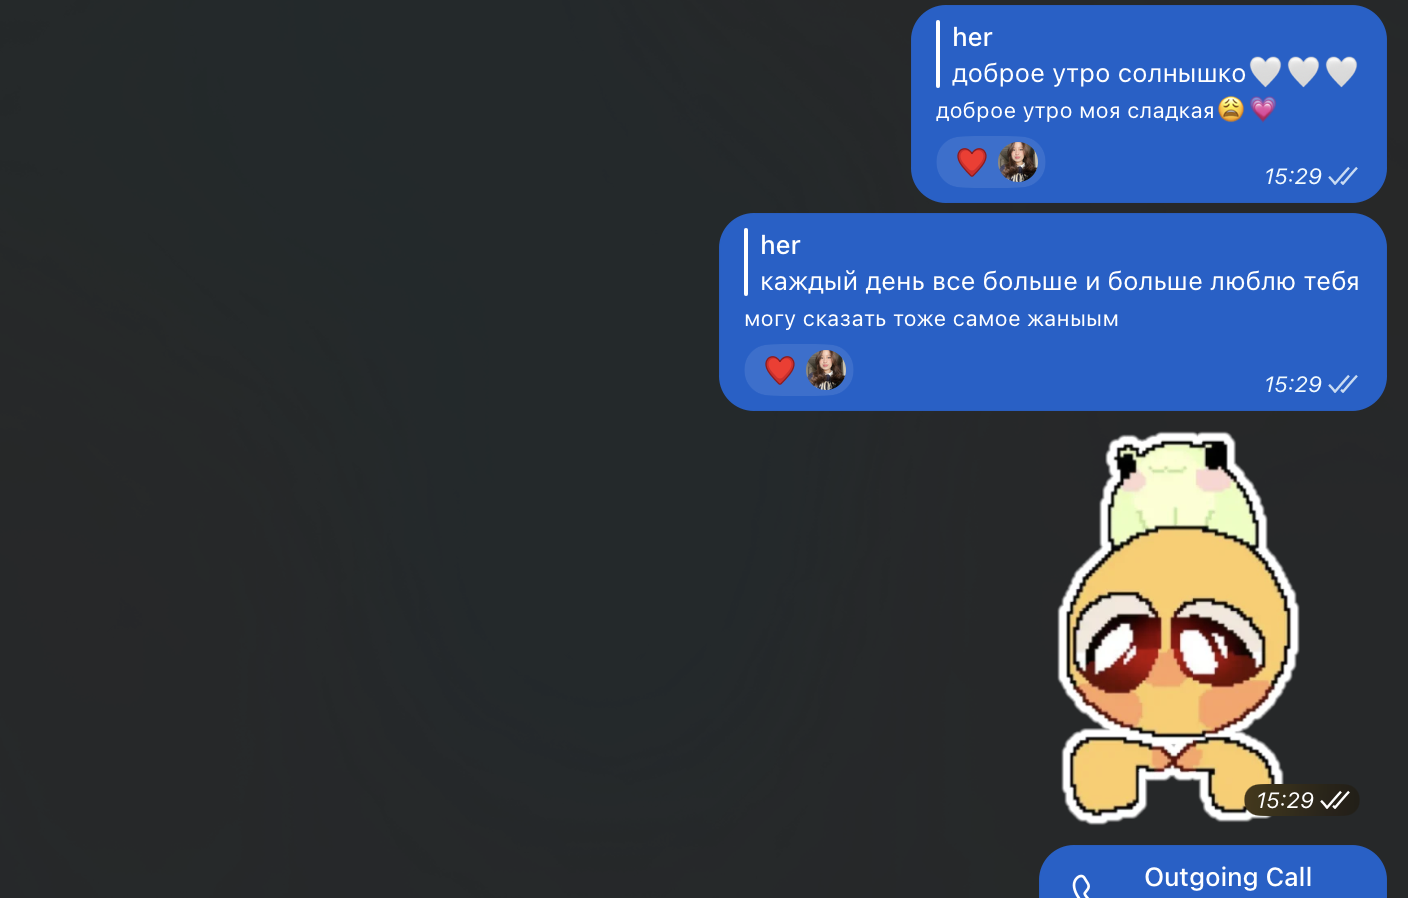 her
доброе утро солнышко🤍🤍🤍
доброе утро моя сладкая😩💗
15:29
her
каждый день все больше и больше люблю тебя
могу сказать тоже самое жаныым
15:29
15:29
Outgoing Call